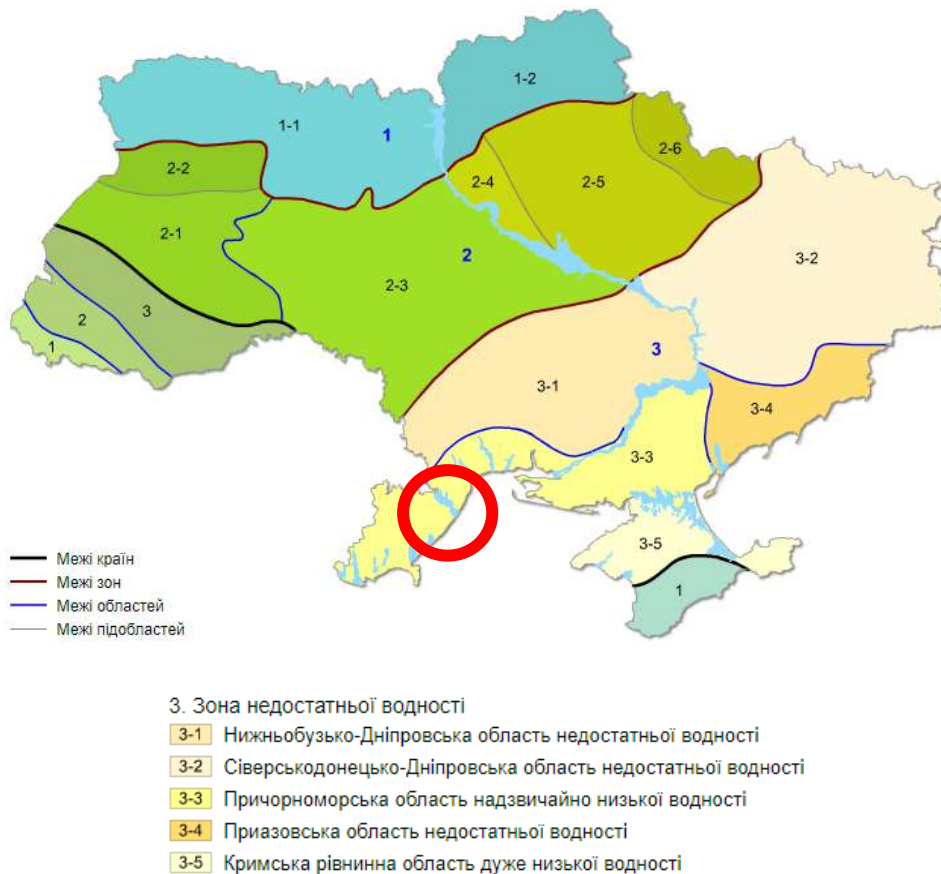 1-2
1-1
1
2-2
2-6
2-4
2-5
2-1
2
3-2
2-3
3
2
1
3
3-1
3-4
3-3
3-5
1
Межі країн
Межі зон
Межі областей
Межі підобластей
3. Зона недостатньої водності
3-1 Нижньобузько-Дніпровська область недостатньої водності
3-2 Сіверськодонецько-Дніпровська область недостатньої водності
3-3 Причорноморська область надзвичайно низької водності
3-4 Приазовська область недостатньої водності
3-5 Кримська рівнинна область дуже низької водності